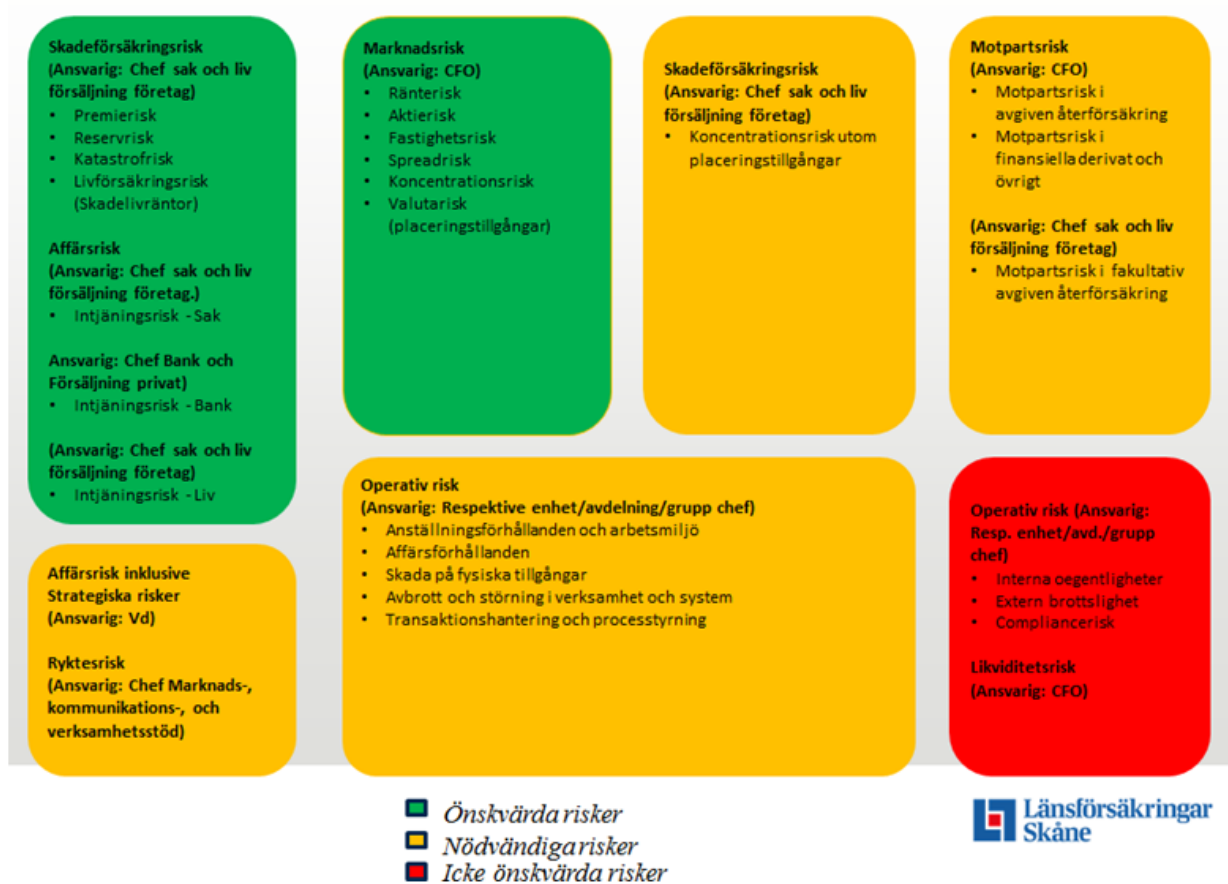 Skadeförsäkringsrisk
(Ansvarig: Chef sak och liv
försäljning företag)
• Premierisk
• Reservrisk
• Katastrofrisk
• Livförsäkringsrisk
(Skadelivräntor)
Affärsrisk
(Ansvarig: Chef sak och liv
försäljning företag.)
• Intjäningsrisk - Sak
Ansvarig: Chef Bank och
Försäljning privat)
• Intjäningsrisk - Bank
(Ansvarig: Chef sak och liv
försäljning företag)
• Intjäningsrisk - Liv
Marknadsrisk
(Ansvarig: CFO)
• Ränterisk
• Aktierisk
• Fastighetsrisk
• Spreadrisk
• Koncentrationsrisk
• Valutarisk
(placeringstillgångar)
Skadeförsäkringsrisk
(Ansvarig: Chef sak och liv
försäljning företag)
• Koncentrationsrisk utom
placeringstillgångar
Motpartsrisk
(Ansvarig: CFO)
• Motpartsrisk i
avgiven återförsäkring
• Motpartsrisk i
finansiella derivat och
övrigt
(Ansvarig: Chef sak och liv
försäljning företag)
• Motpartsrisk i fakultativ
avgiven återförsäkring
Affärsrisk inklusive
Strategiska risker
(Ansvarig: Vd)
Ryktesrisk
(Ansvarig: Chef Marknads-,
kommunikations-, och
verksamhetsstöd)
Operativ risk
(Ansvarig: Respektive enhet/avdelning/grupp chef)
• Anställningsförhållanden och arbetsmiljö
• Affärsförhållanden
• Skada på fysiska tillgångar
• Avbrott och störning i verksamhet och system
• Transaktionshantering och processtyrning
Operativ risk (Ansvarig:
Resp. enhet/avd./grupp
chef)
• Interna oegentligheter
• Extern brottslighet
• Compliancerisk
Likviditetsrisk
(Ansvarig: CFO)
Önskvärda risker
Nödvändiga risker
Icke önskvärda risker
Länsförsäkringar
Skåne